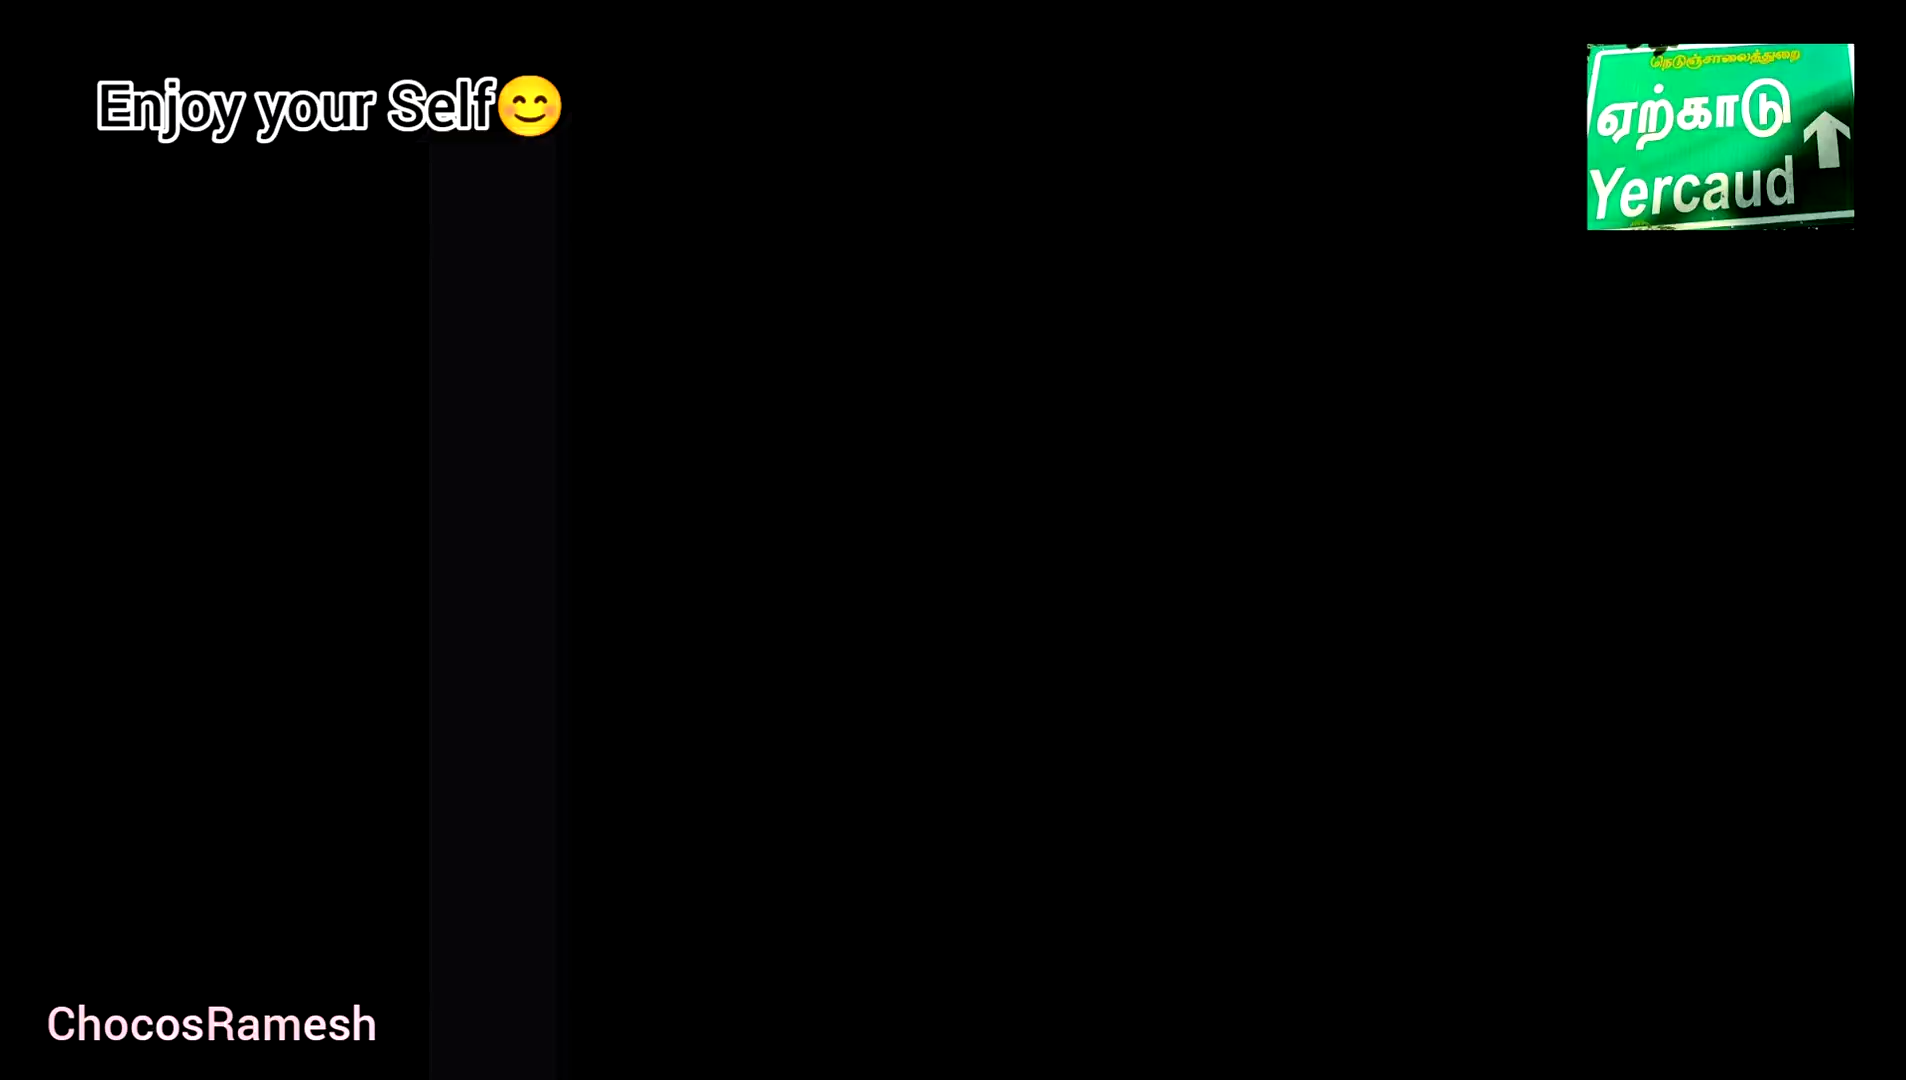 Enjoy your Self😊
நெடுஞ்சாலைத்துறை
ஏற்காடு
Yercaud
ChocosRamesh